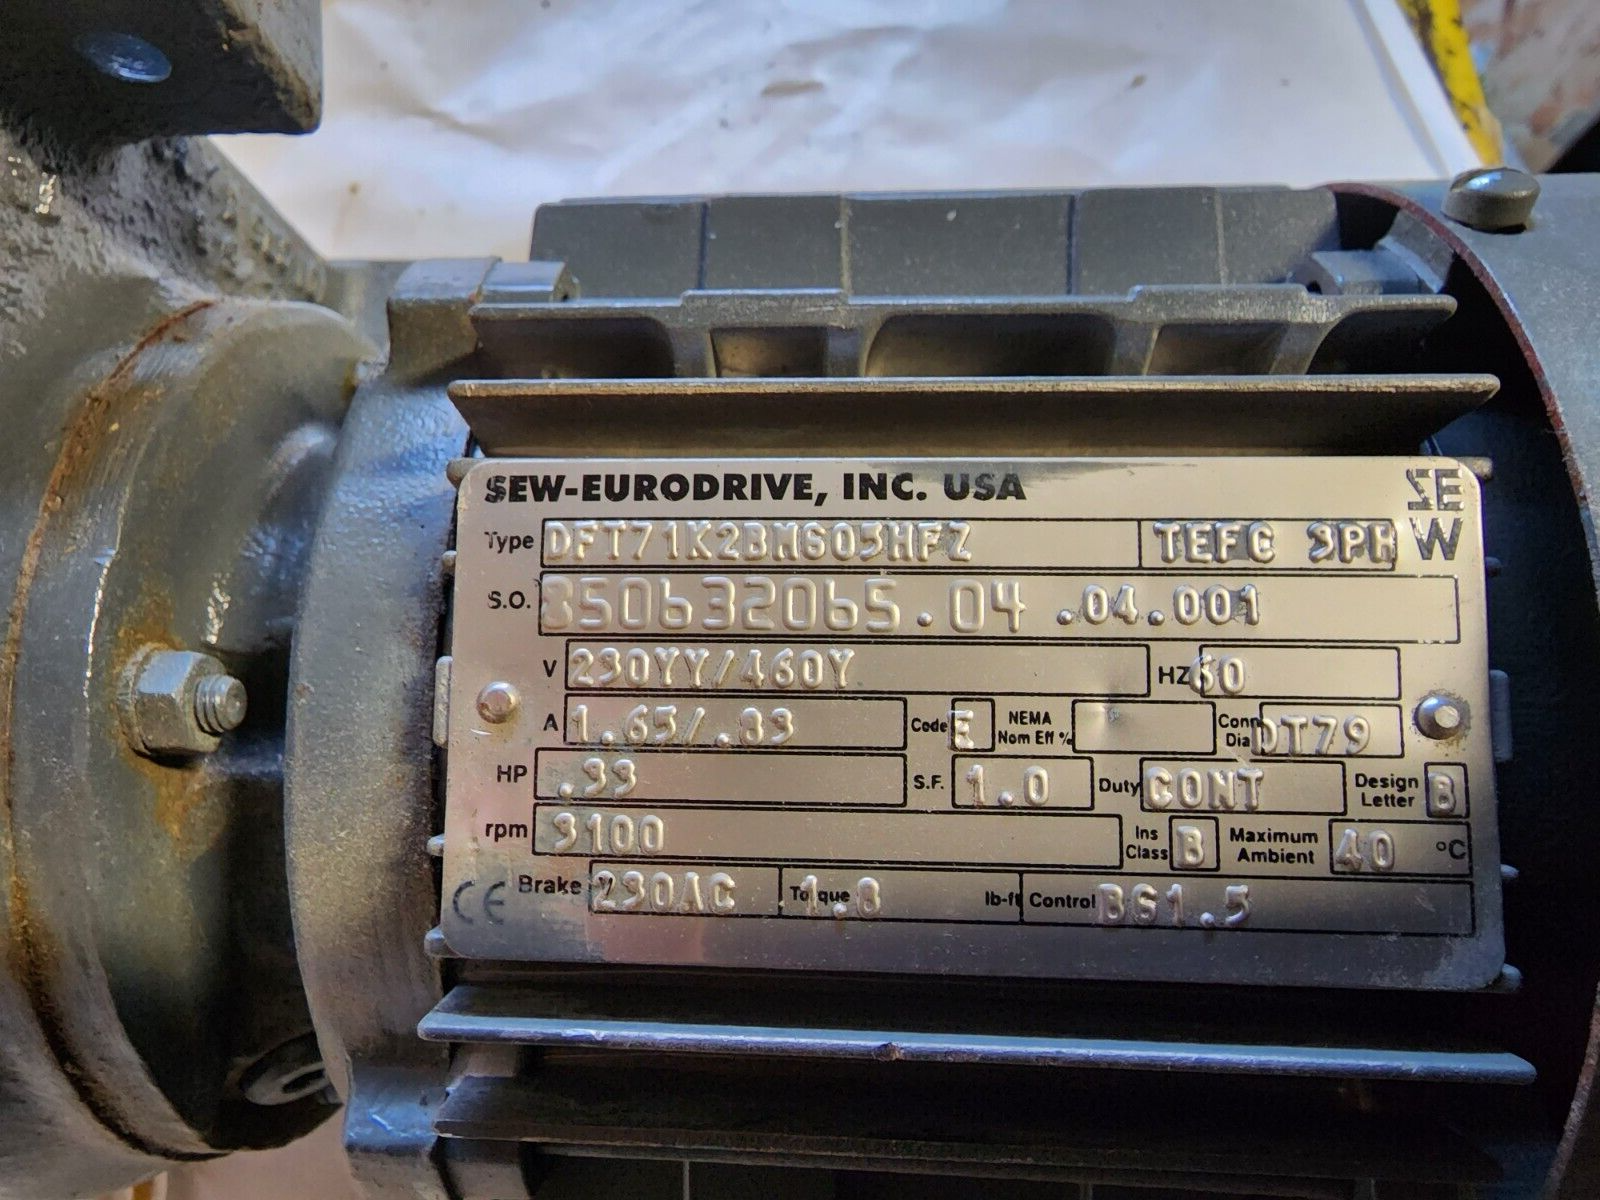 SEW-EURODRIVE, INC. USA
SEW
Type DFT71K2BMG05HFZ TEFC 3PH
S.O. 850632065.04 .04.001
V 230YY/460Y HZ 60
A 1.65/.83 Code E NEMA Nom Eff % Conn Dia DT79
HP .33 S.F. 1.0 Duty CONT Design Letter B
rpm 3100 Ins Class B Maximum Ambient 40 °C
CE Brake V 230AC Torque 1.8 lb-ft Control BG1.5